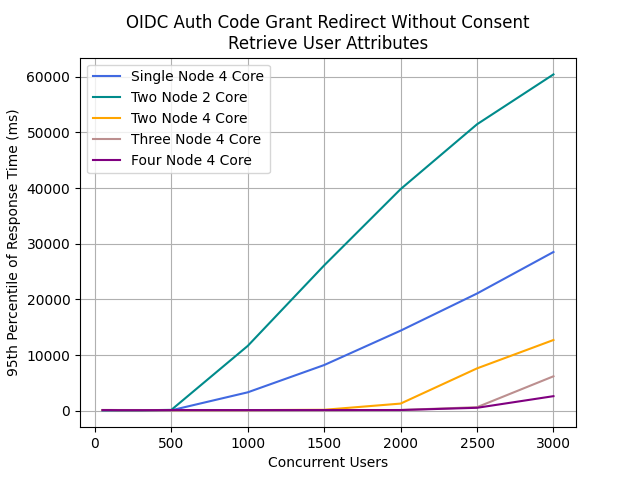 OIDC Auth Code Grant Redirect Without Consent
Retrieve User Attributes
Single Node 4 Core
Two Node 2 Core
Two Node 4 Core
Three Node 4 Core
Four Node 4 Core
95th Percentile of Response Time (ms)
60000
50000
40000
30000
20000
10000
0
0 500 1000 1500 2000 2500 3000
Concurrent Users